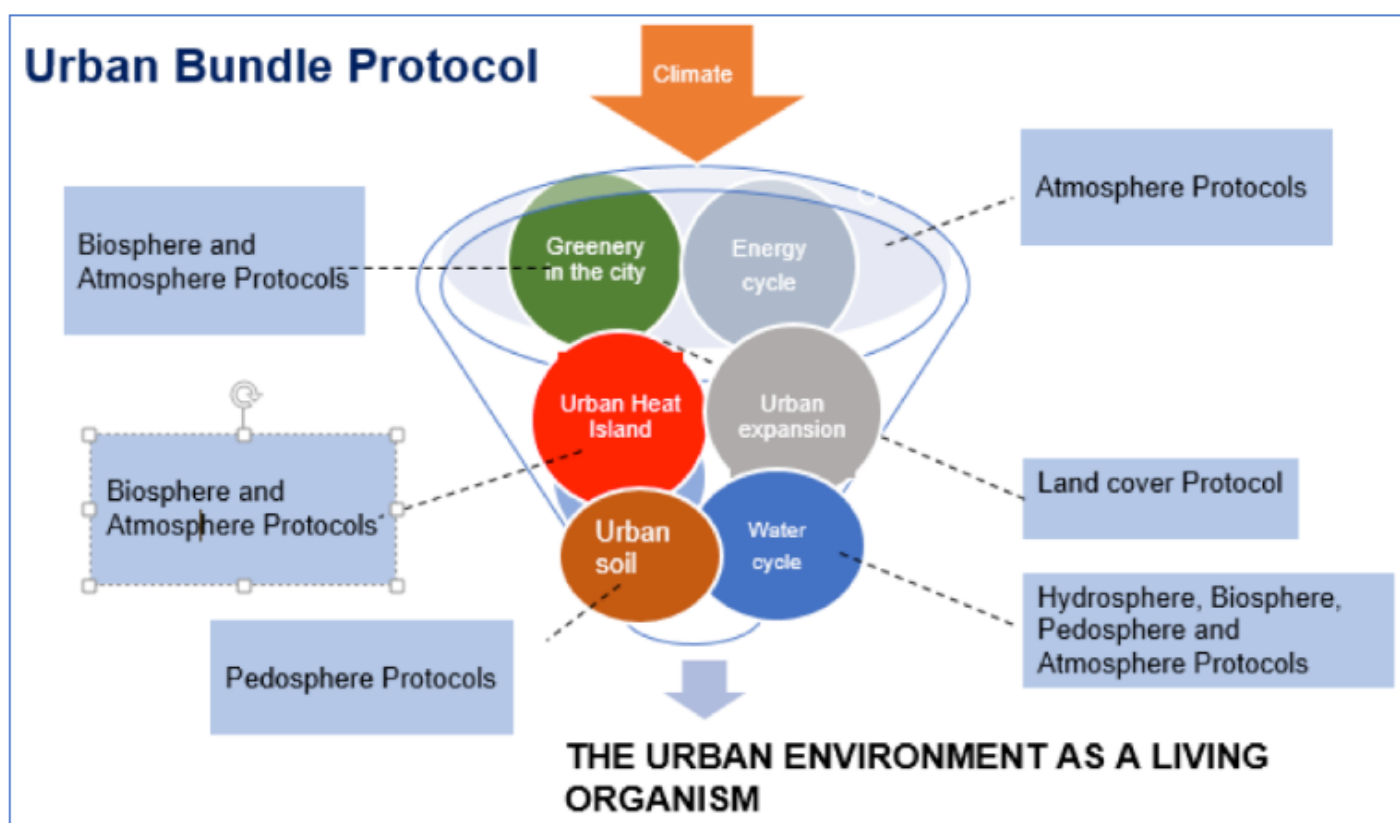 Urban Bundle Protocol
Climate
Atmosphere Protocols
Biosphere and
Atmosphere Protocols
Greenery
in the city
Energy
cycle
Urban Heat
Island
Urban
expansion
Biosphere and
Atmosphere Protocols
Land cover Protocol
Urban
soil
Water
cycle
Hydrosphere, Biosphere,
Pedosphere and
Atmosphere Protocols
Pedosphere Protocols
THE URBAN ENVIRONMENT AS A LIVING
ORGANISM